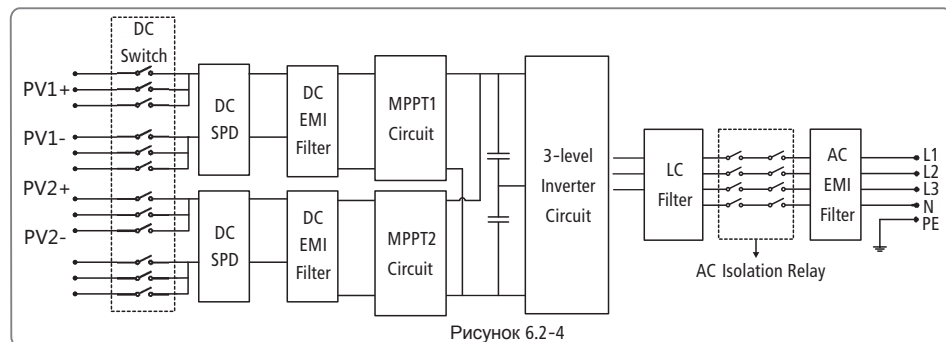 DC
Switch
PV1+
PV1-
PV2+
PV2-
DC
SPD
DC
EMI
Filter
MPPT1
Circuit
DC
SPD
DC
EMI
Filter
MPPT2
Circuit
3-level
Inverter
Circuit
LC
Filter
AC
EMI
Filter
L1
L2
L3
N
PE
AC Isolation Relay
Рисунок 6.2-4